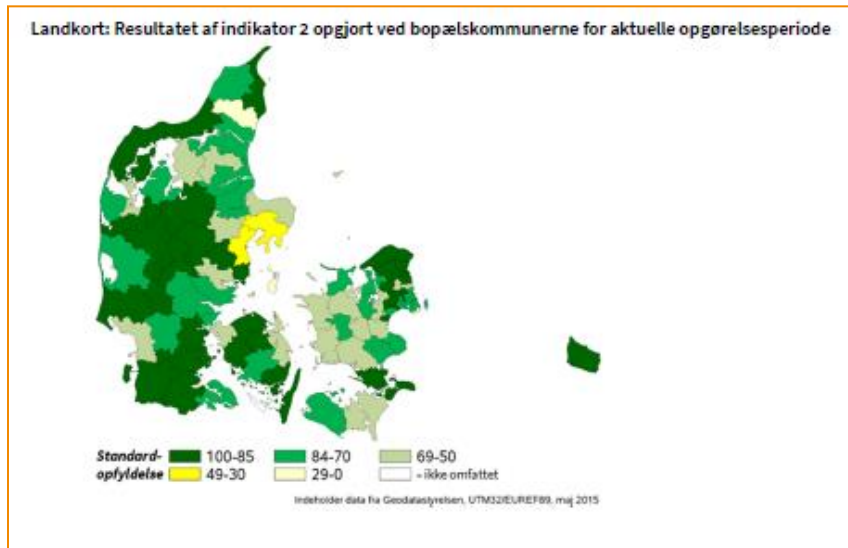 Landkort: Resultatet af indikator 2 opgjort ved bopælskommunerne for aktuelle opgørelsesperiode
Standard- 100-85 84-70 69-50
opfyldelse 49-30 29-0 - ikke omfattet
Indeholder data fra Geodatastyrelsen, UTM32/EUREF89, maj 2015